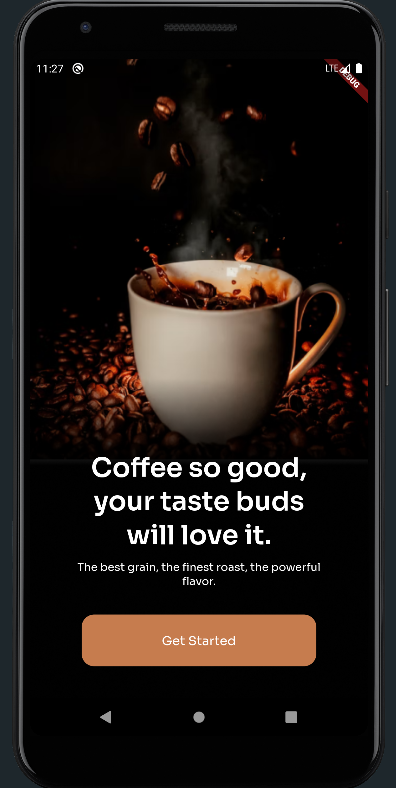 11:27
LTE
DEBUG
Coffee so good,
your taste buds
will love it.
The best grain, the finest roast, the powerful
flavor.
Get Started